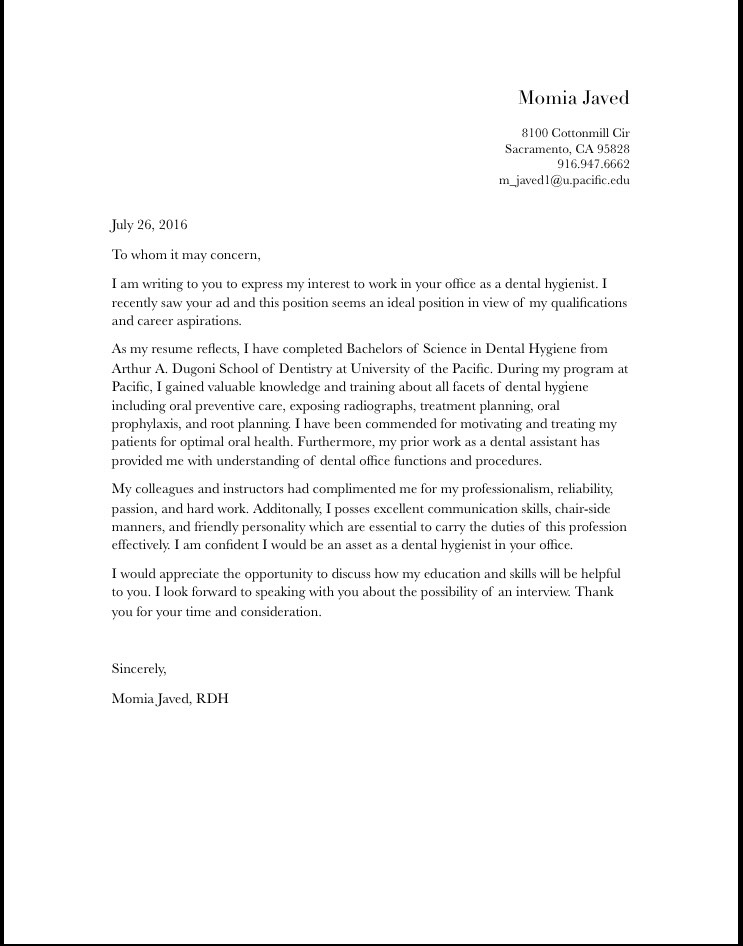 Momia Javed
8100 Cottonmill Cir
Sacramento, CA 95828
916.947.6662
m_javed1@u.pacific.edu
July 26, 2016
To whom it may concern,
I am writing to you to express my interest to work in your office as a dental hygienist. I
recently saw your ad and this position seems an ideal position in view of my qualifications
and career aspirations.
As my resume reflects, I have completed Bachelors of Science in Dental Hygiene from
Arthur A. Dugoni School of Dentistry at University of the Pacific. During my program at
Pacific, I gained valuable knowledge and training about all facets of dental hygiene
including oral preventive care, exposing radiographs, treatment planning, oral
prophylaxis, and root planning. I have been commended for motivating and treating my
patients for optimal oral health. Furthermore, my prior work as a dental assistant has
provided me with understanding of dental office functions and procedures.
My colleagues and instructors had complimented me for my professionalism, reliability,
passion, and hard work. Additonally, I posses excellent communication skills, chair-side
manners, and friendly personality which are essential to carry the duties of this profession
effectively. I am confident I would be an asset as a dental hygienist in your office.
I would appreciate the opportunity to discuss how my education and skills will be helpful
to you. I look forward to speaking with you about the possibility of an interview. Thank
you for your time and consideration.
Sincerely,
Momia Javed, RDH